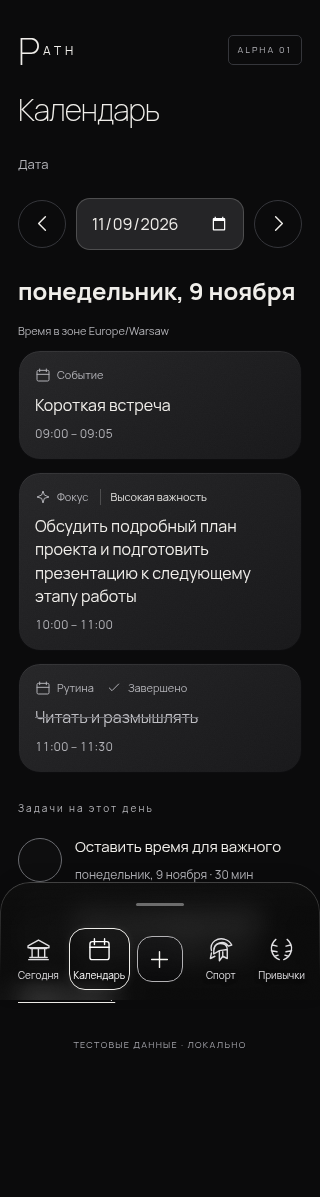 PATH
ALPHA 01
Календарь
Дата
11/09/2026
понедельник, 9 ноября
Время в зоне Europe/Warsaw
Событие
Короткая встреча
09:00 – 09:05
Фокус
Высокая важность
Обсудить подробный план
проекта и подготовить
презентацию к следующему
этапу работы
10:00 – 11:00
Рутина
Завершено
Читать и размышлять
11:00 – 11:30
Задачи на этот день
Оставить время для важного
понедельник, 9 ноября · 30 мин
Сегодня
Календарь
Спорт
Привычки
ТЕСТОВЫЕ ДАННЫЕ · ЛОКАЛЬНО